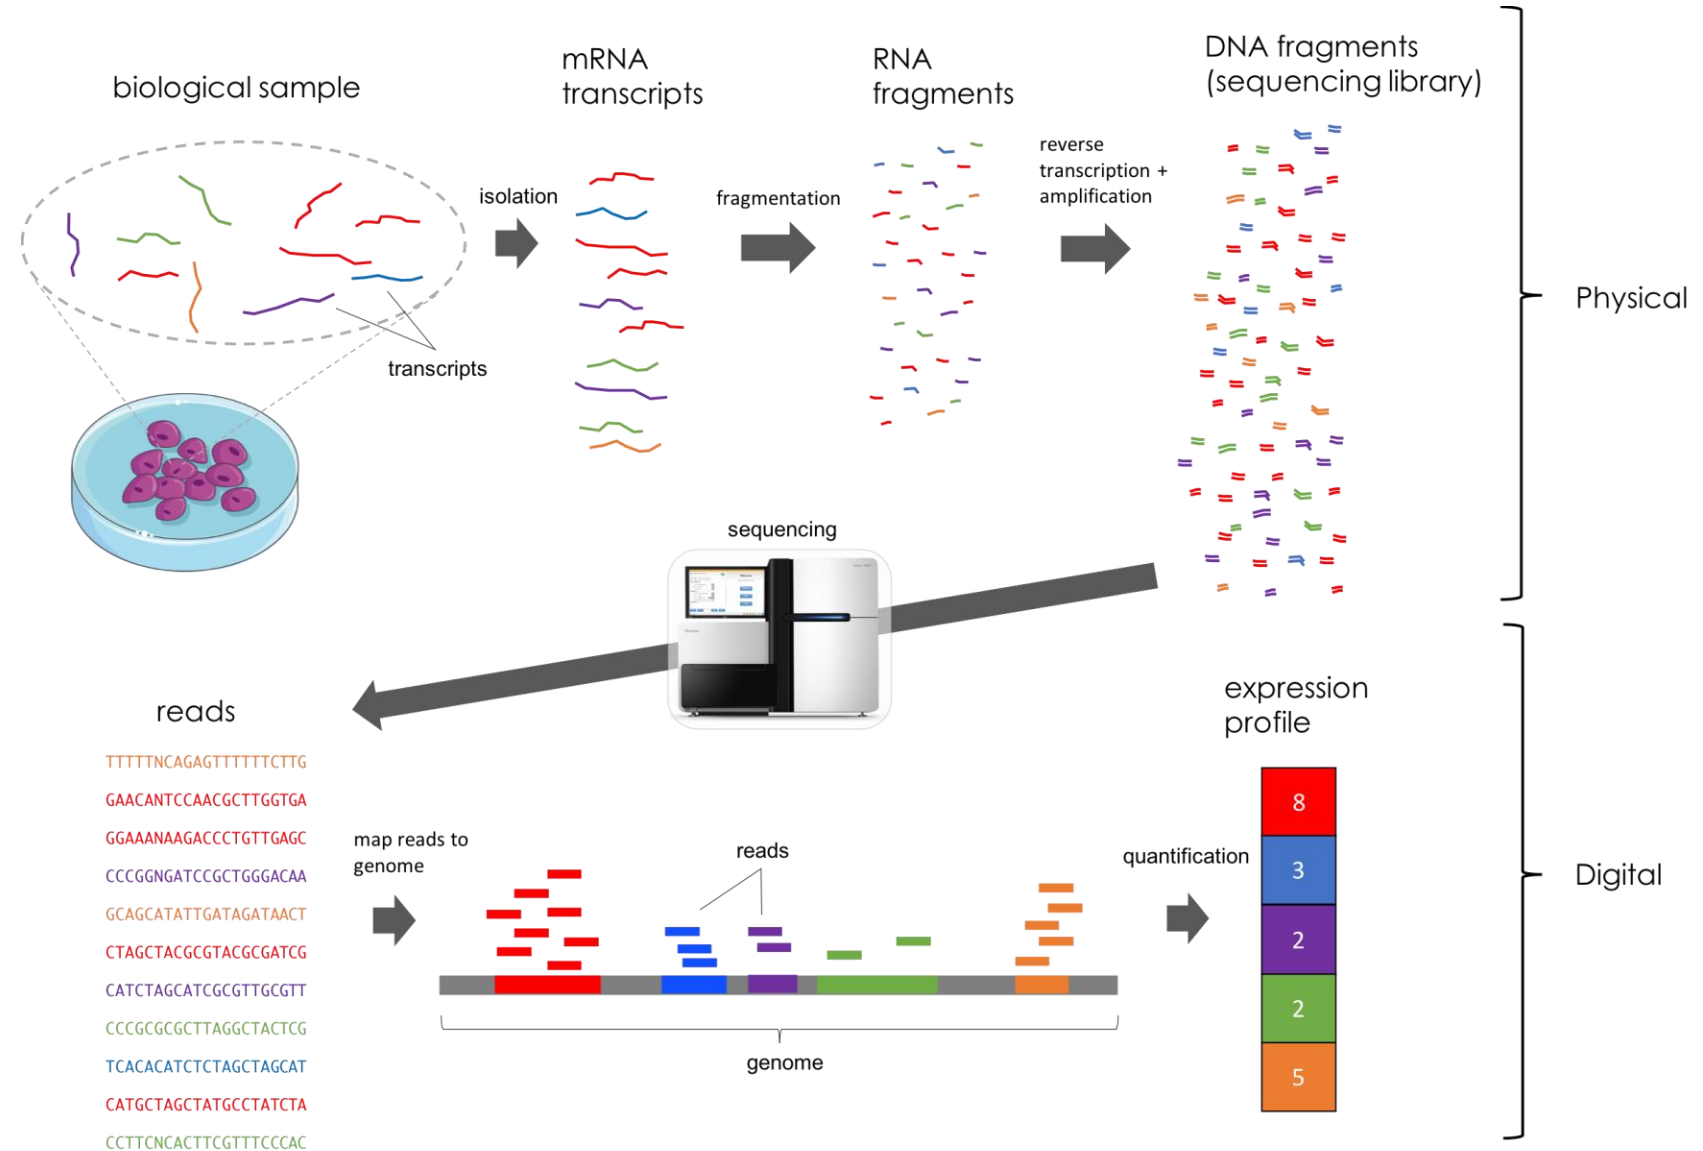 biological sample
mRNA
transcripts
RNA
fragments
DNA fragments
(sequencing library)
isolation
fragmentation
reverse
transcription +
amplification
transcripts
Physical
sequencing
reads
TTTTTNCAGAGTTTTTTCTTG
GAACANTCCAACGCTTGGTGA
GGAAANAAGACCCTGTTGAGC
CCCGGNGATCCGCTGGGACAA
GCAGCATATTGATAGATAACT
CTAGCTACGCGTACGCGATCG
CATCTAGCATCGCGTTGCGTT
CCCGCGCGCTTAGGCTACTCG
TCACACATCTCTAGCTAGCAT
CATGCTAGCTATGCCTATCTA
CCTTCNCACTTCGTTTCCCAC
map reads to
genome
reads
genome
quantification
expression
profile
8
3
2
2
5
Digital